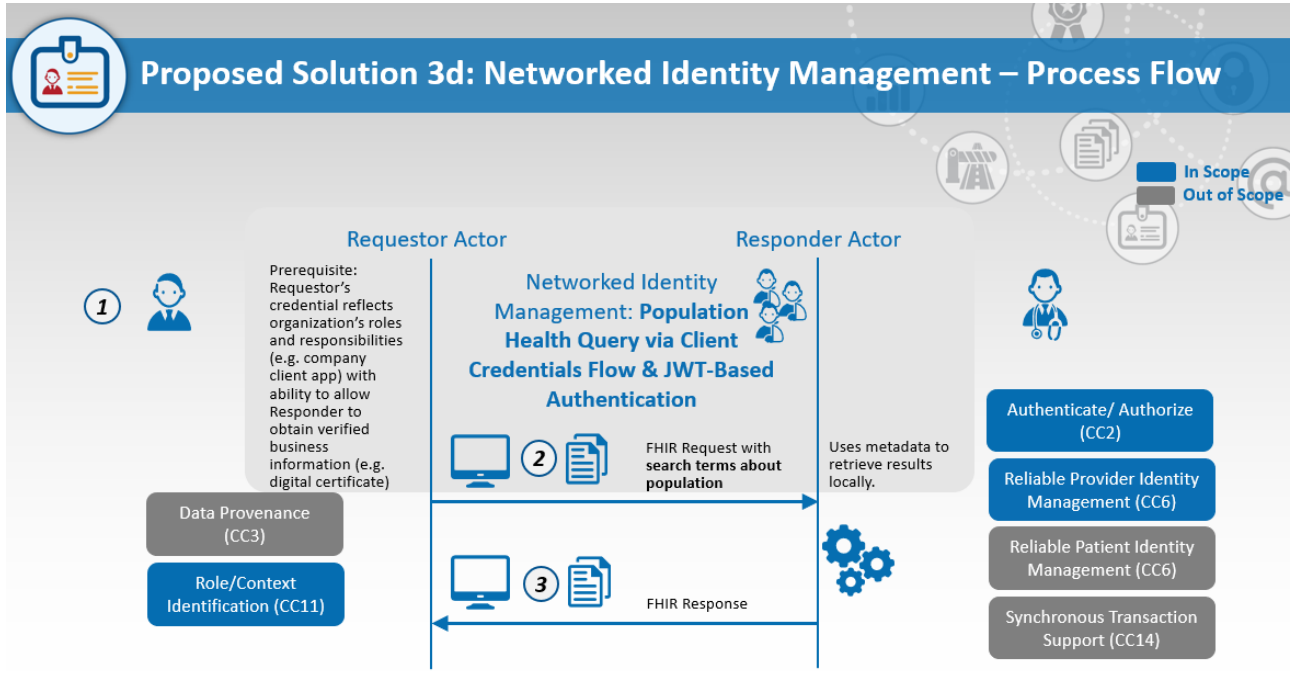 Proposed Solution 3d: Networked Identity Management – Process Flow
In Scope
Out of Scope
Requestor Actor
Responder Actor
1
Prerequisite:
Requestor's
credential reflects
organization's roles
and responsibilities
(e.g. company
client app) with
ability to allow
Responder to
obtain verified
business
information (e.g.
digital certificate)
Networked Identity
Management: Population
Health Query via Client
Credentials Flow & JWT-Based
Authentication
2
FHIR Request with
search terms about
population
Uses metadata to
retrieve results
locally.
Authenticate/ Authorize
(CC2)
Reliable Provider Identity
Management (CC6)
Reliable Patient Identity
Management (CC6)
Synchronous Transaction
Support (CC14)
Data Provenance
(CC3)
Role/Context
Identification (CC11)
3
FHIR Response